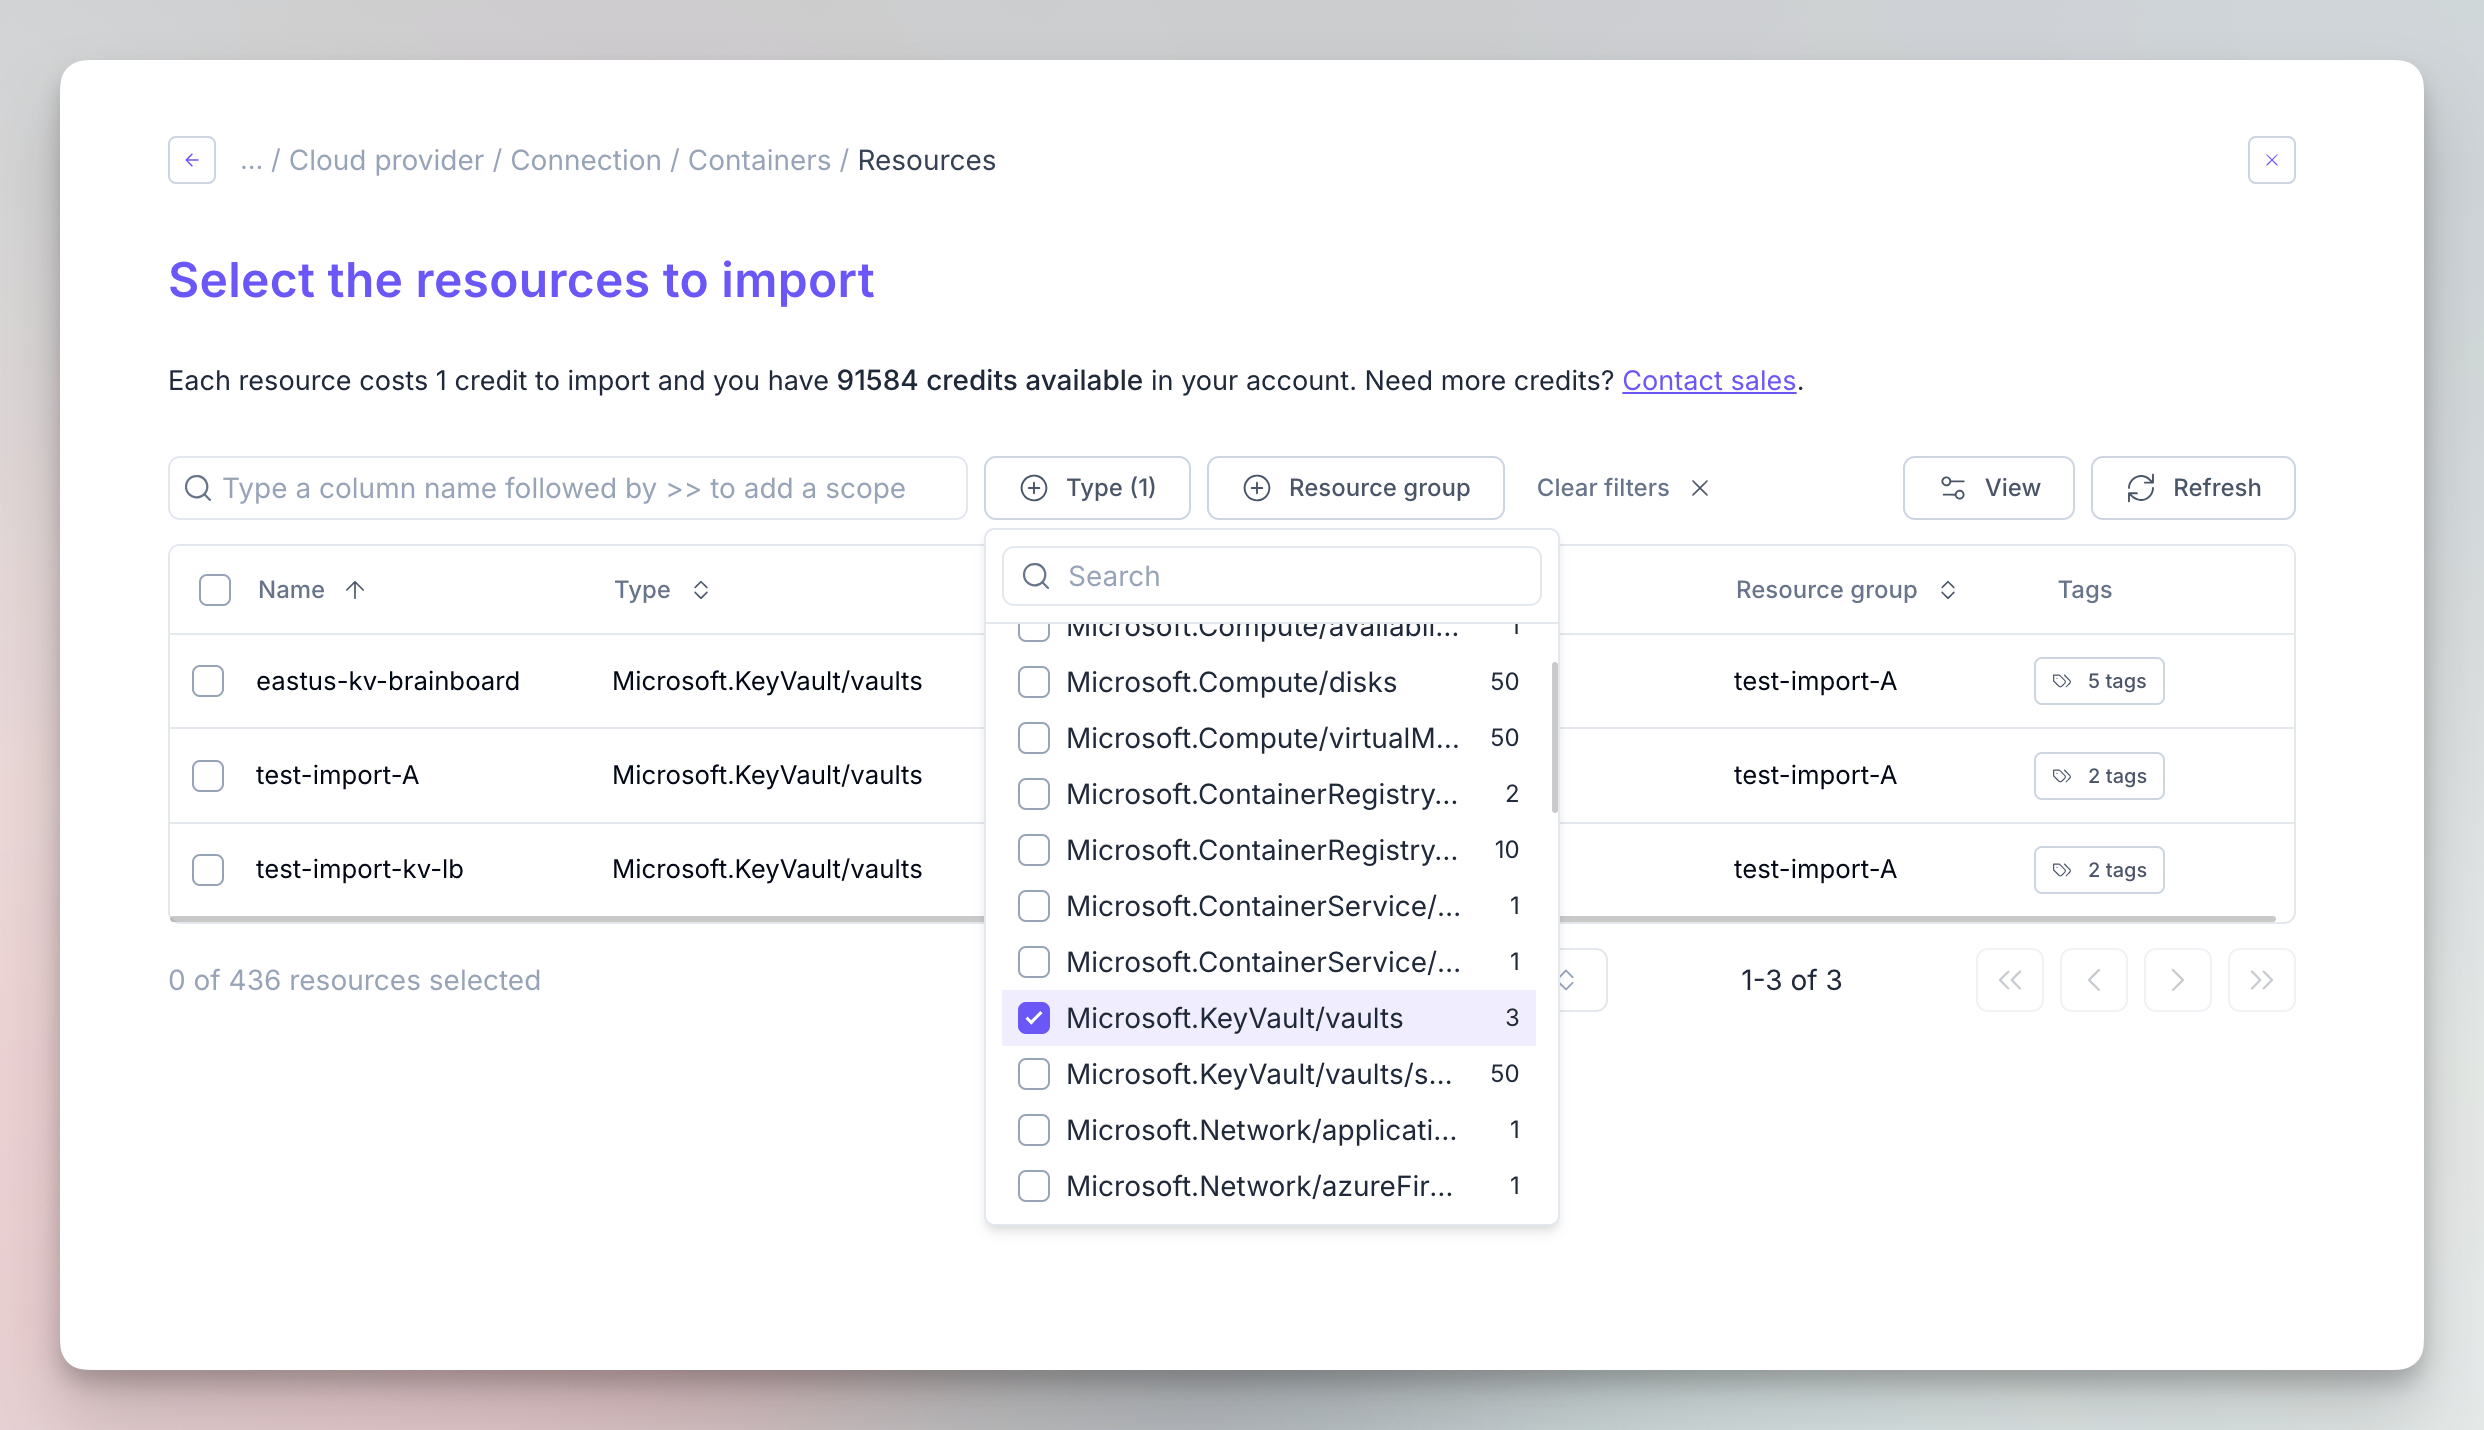 ... / Cloud provider / Connection / Containers / Resources
Select the resources to import
Each resource costs 1 credit to import and you have 91584 credits available in your account. Need more credits? Contact sales.
Type a column name followed by >> to add a scope
Type (1)
Resource group
Clear filters
View
Refresh
Name
Type
Resource group
Tags
eastus-kv-brainboard
Microsoft.KeyVault/vaults
test-import-A
5 tags
test-import-A
Microsoft.KeyVault/vaults
test-import-A
2 tags
test-import-kv-lb
Microsoft.KeyVault/vaults
test-import-A
2 tags
0 of 436 resources selected
1-3 of 3
Search
Microsoft.Compute/availabili... 1
Microsoft.Compute/disks 50
Microsoft.Compute/virtualM... 50
Microsoft.ContainerRegistry... 2
Microsoft.ContainerRegistry... 10
Microsoft.ContainerService/... 1
Microsoft.ContainerService/... 1
Microsoft.KeyVault/vaults 3
Microsoft.KeyVault/vaults/s... 50
Microsoft.Network/applicati... 1
Microsoft.Network/azureFir... 1